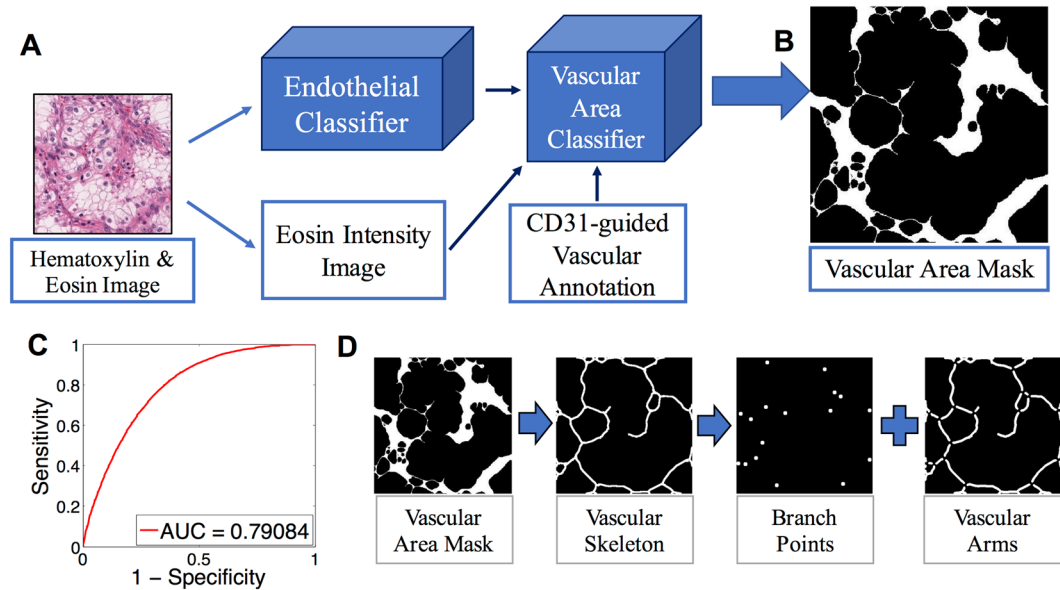 A
Hematoxylin &
Eosin Image
Endothelial
Classifier
Eosin Intensity
Image
Vascular
Area
Classifier
CD31-guided
Vascular
Annotation
B
Vascular Area Mask
C
Sensitivity
1
0.8
0.6
0.4
0.2
0
AUC = 0.79084
0
0.5
1
1 − Specificity
D
Vascular
Area Mask
Vascular
Skeleton
Branch
Points
Vascular
Arms